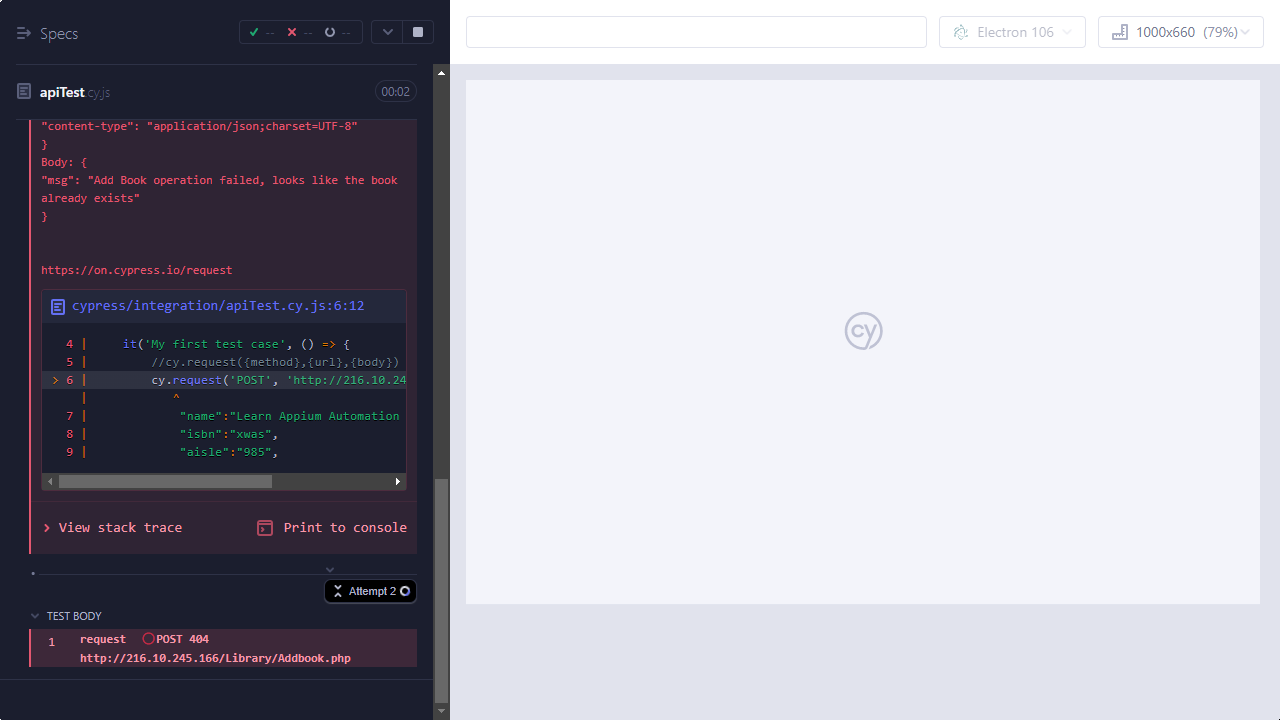 Specs
-- -- --
Electron 106
1000x660 (79%)
apiTest.cy.js
00:02
"content-type": "application/json;charset=UTF-8"
}
Body: {
"msg": "Add Book operation failed, looks like the book
already exists"
}
https://on.cypress.io/request
cypress/integration/apiTest.cy.js:6:12
4 | it('My first test case', () => {
5 | //cy.request({method},{url},{body})
> 6 | cy.request('POST', 'http://216.10.24
| ^
7 | "name":"Learn Appium Automation
8 | "isbn":"xwas",
9 | "aisle":"985",
> View stack trace
Print to console
Attempt 2
TEST BODY
1 request POST 404
http://216.10.245.166/Library/Addbook.php
cy